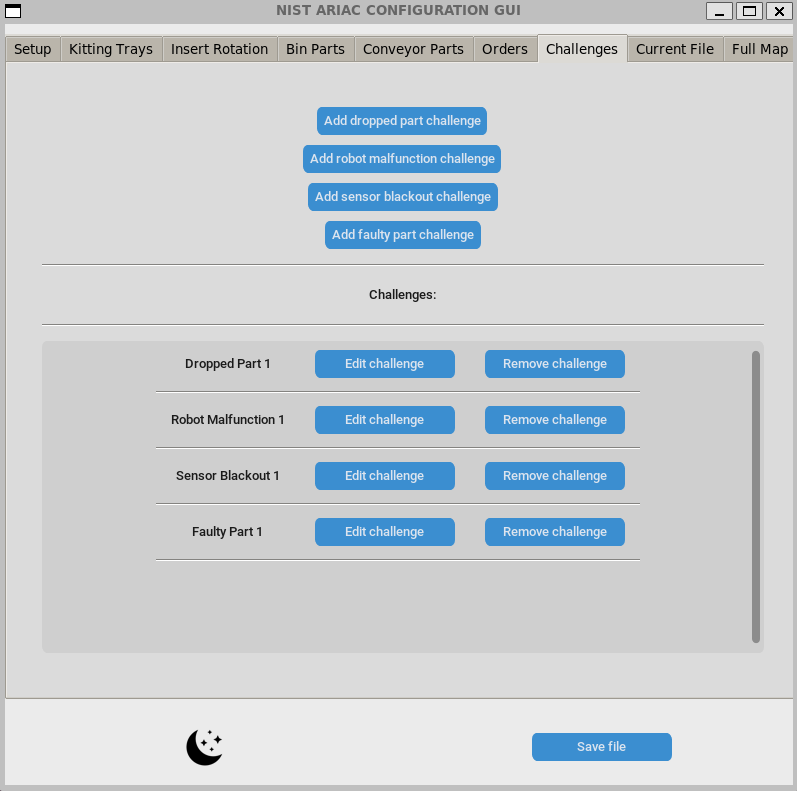 NIST ARIAC CONFIGURATION GUI
Setup Kitting Trays Insert Rotation Bin Parts Conveyor Parts Orders Challenges Current File Full Map
Add dropped part challenge
Add robot malfunction challenge
Add sensor blackout challenge
Add faulty part challenge
Challenges:
Dropped Part 1 Edit challenge Remove challenge
Robot Malfunction 1 Edit challenge Remove challenge
Sensor Blackout 1 Edit challenge Remove challenge
Faulty Part 1 Edit challenge Remove challenge
Save file